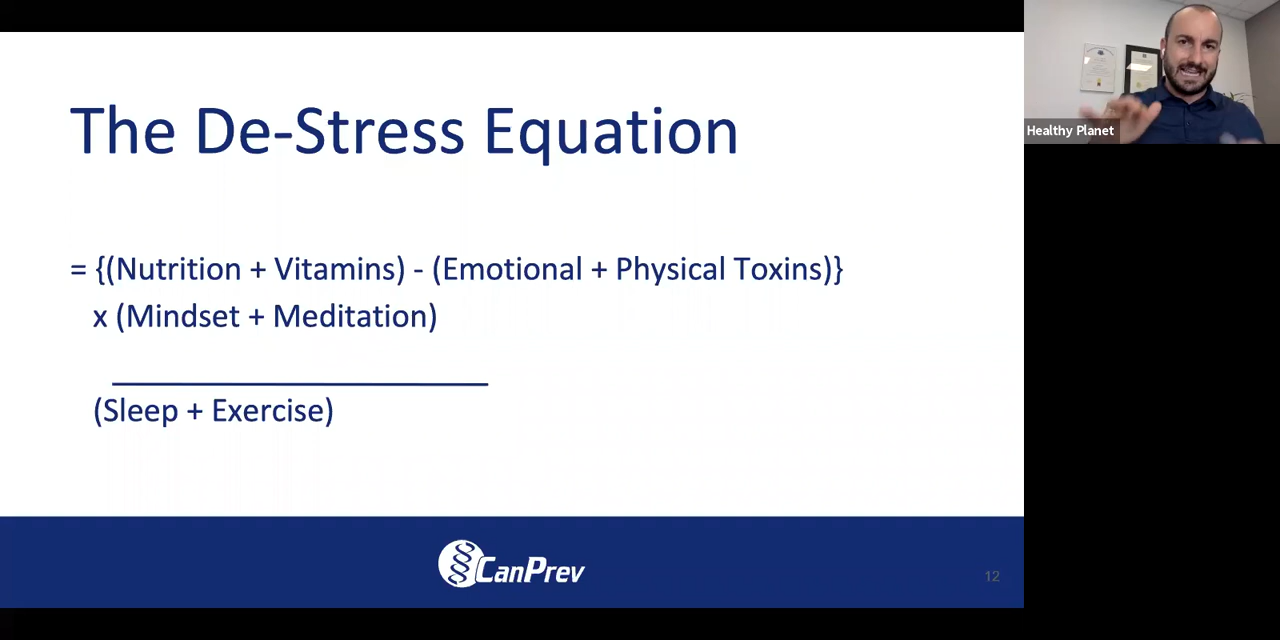 The De-Stress Equation
= {(Nutrition + Vitamins) - (Emotional + Physical Toxins)}
x (Mindset + Meditation)
(Sleep + Exercise)
CanPrev
12
Healthy Planet